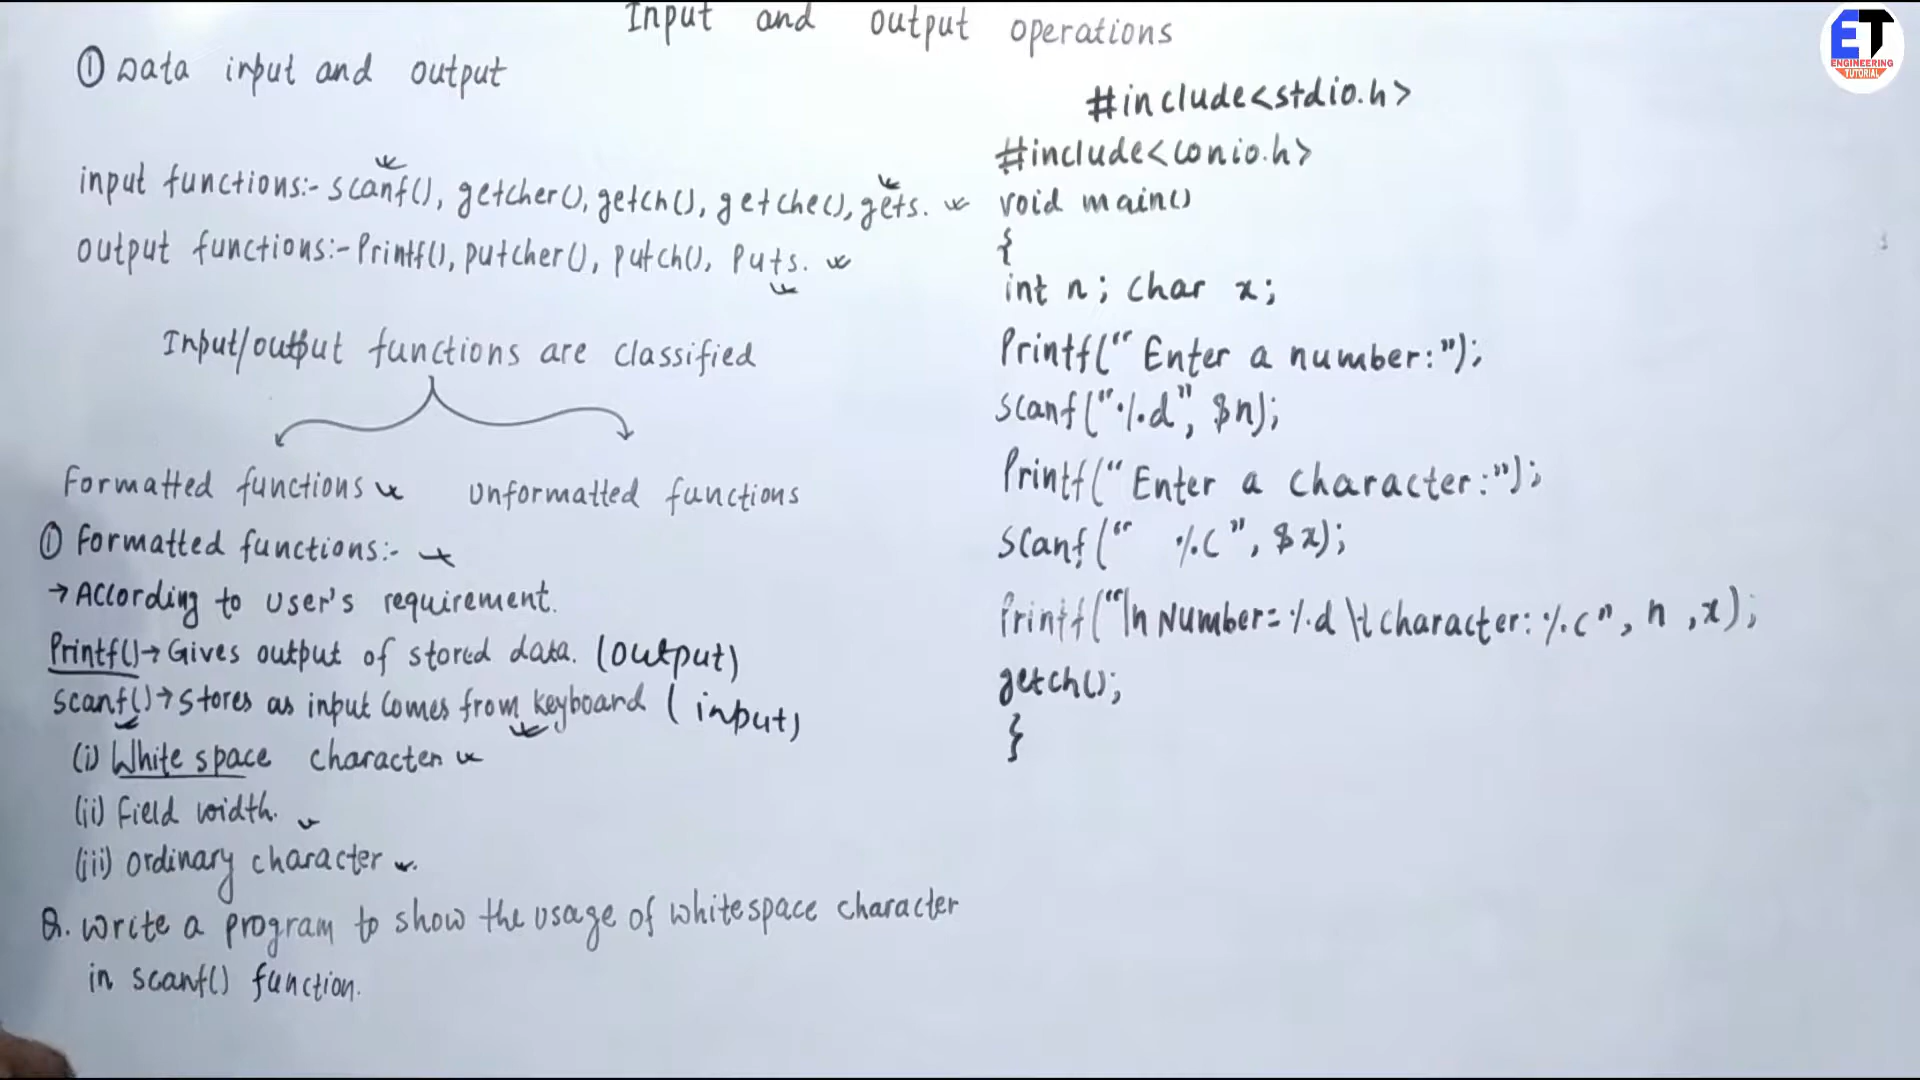 Input and output operations
① Data input and output
input functions:- scanf(), getcher(), getch(), getche(), gets.
output functions:- Printf(), putcher(), putch(), Puts.
Input/output functions are classified
Formatted functions unformatted functions
① Formatted functions:-
→ According to user's requirement.
Printf() → Gives output of stored data. (output)
scanf() → stores as input comes from keyboard (input)
(i) White space character
(ii) Field width.
(iii) ordinary character
Q. write a program to show the usage of whitespace character
in scanf() function.
#include<stdio.h>
#include<conio.h>
void main()
{
int n; char x;
Printf("Enter a number:");
scanf("%d", $n);
Printf("Enter a character:");
scanf(" %c", $x);
Printf("\n Number=%d \t character:%c", n ,x);
getch();
}
ET
ENGINEERING
TUTORIAL